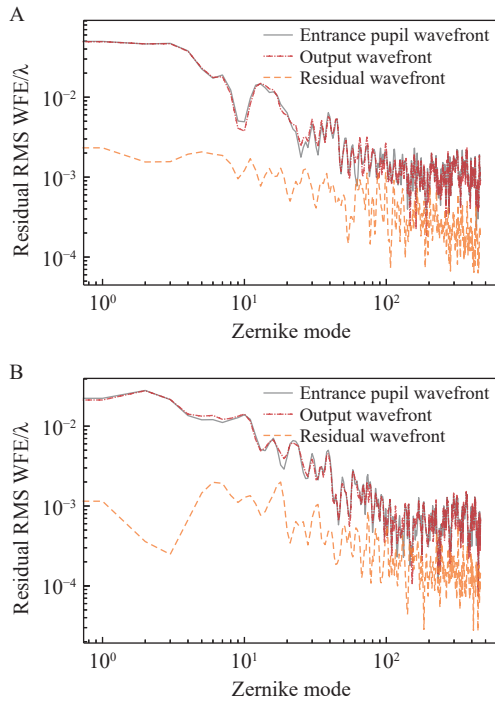 A
Entrance pupil wavefront
Output wavefront
Residual wavefront
Residual RMS WFE/λ
10⁻²
10⁻³
10⁻⁴
10⁰
10¹
10²
Zernike mode
B
Entrance pupil wavefront
Output wavefront
Residual wavefront
Residual RMS WFE/λ
10⁻²
10⁻³
10⁻⁴
10⁰
10¹
10²
Zernike mode